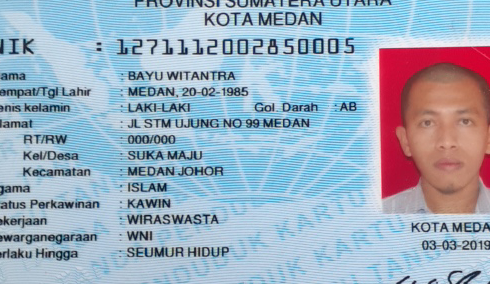 PROVINSI SUMATERA UTARA
KOTA MEDAN
NIK : 1271112002850005
ama : BAYU WITANTRA
empat/Tgl Lahir : MEDAN, 20-02-1985
enis kelamin : LAKI-LAKI Gol. Darah : AB
lamat : JL STM UJUNG NO 99 MEDAN
RT/RW : 000/000
Kel/Desa : SUKA MAJU
Kecamatan : MEDAN JOHOR
gama : ISLAM
tatus Perkawinan : KAWIN
ekerjaan : WIRASWASTA
ewarganegaraan : WNI
erlaku Hingga : SEUMUR HIDUP
KOTA MEDA
03-03-2019